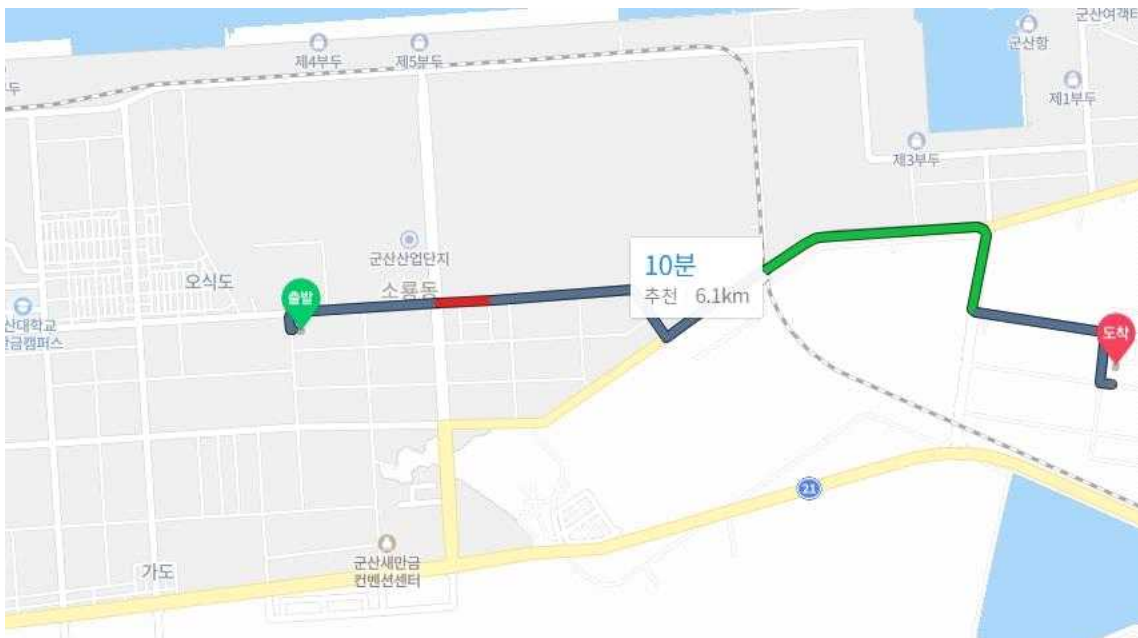 군산여객터
군산항
제4부두
제5부두
두
제1부두
제3부두
군산산업단지
10분
추천 6.1km
오식도
소룡동
출발
산대학교
금캠퍼스
도착
21
군산새만금
컨벤션센터
가도